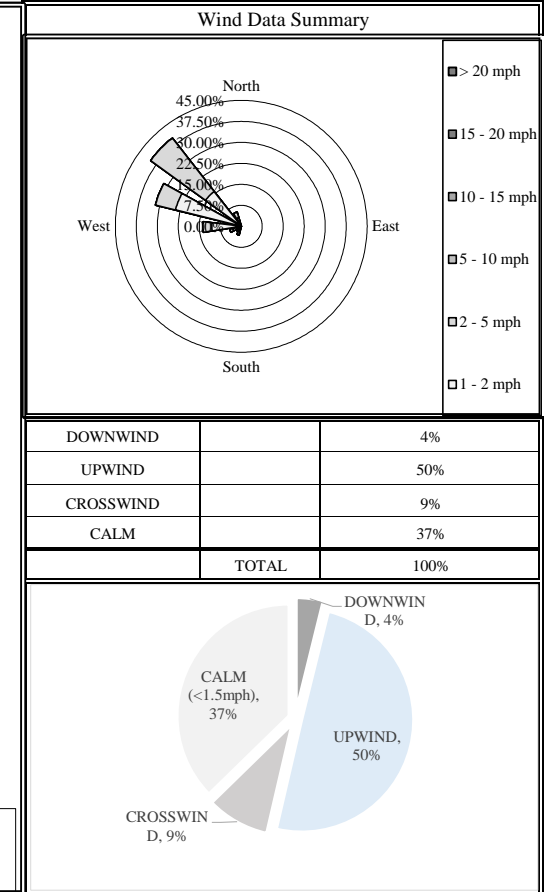 Wind Data Summary
North
45.00%
37.50%
30.00%
22.50%
15.00%
7.50%
0.00%
West
East
South
> 20 mph
15 - 20 mph
10 - 15 mph
5 - 10 mph
2 - 5 mph
1 - 2 mph
DOWNWIND 4%
UPWIND 50%
CROSSWIND 9%
CALM 37%
TOTAL 100%
DOWNWIN
D, 4%
CALM
(<1.5mph),
37%
UPWIND,
50%
CROSSWIN
D, 9%